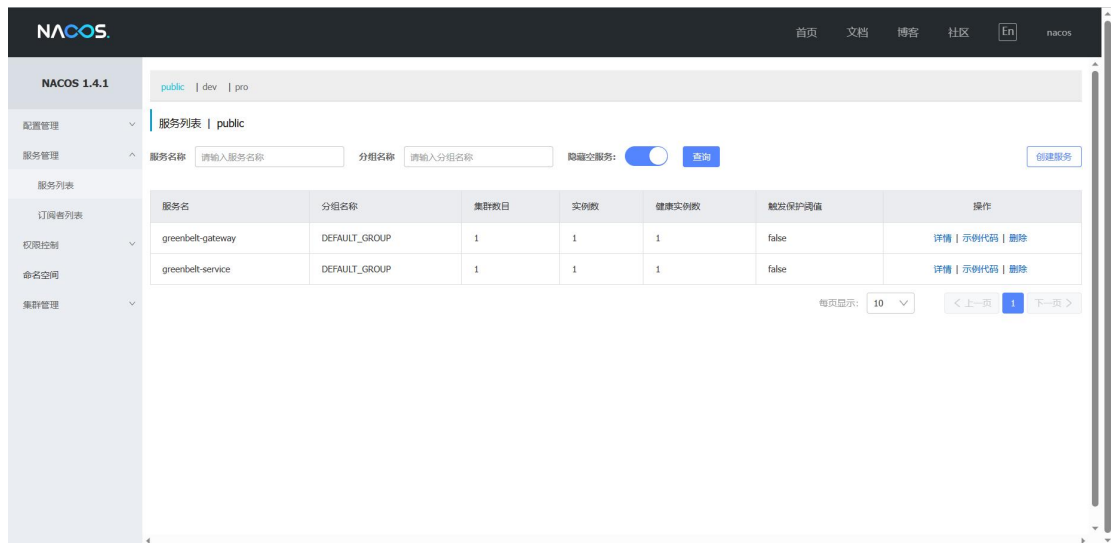 NACOS.
首页 文档 博客 社区 En nacos
NACOS 1.4.1
配置管理
服务管理
服务列表
订阅者列表
权限控制
命名空间
集群管理
public | dev | pro
服务列表 | public
服务名称 请输入服务名称 分组名称 请输入分组名称 隐藏空服务: 查询 创建服务
服务名 分组名称 集群数目 实例数 健康实例数 触发保护阈值 操作
greenbelt-gateway DEFAULT_GROUP 1 1 1 false 详情 | 示例代码 | 删除
greenbelt-service DEFAULT_GROUP 1 1 1 false 详情 | 示例代码 | 删除
每页显示: 10 上一页 1 下一页